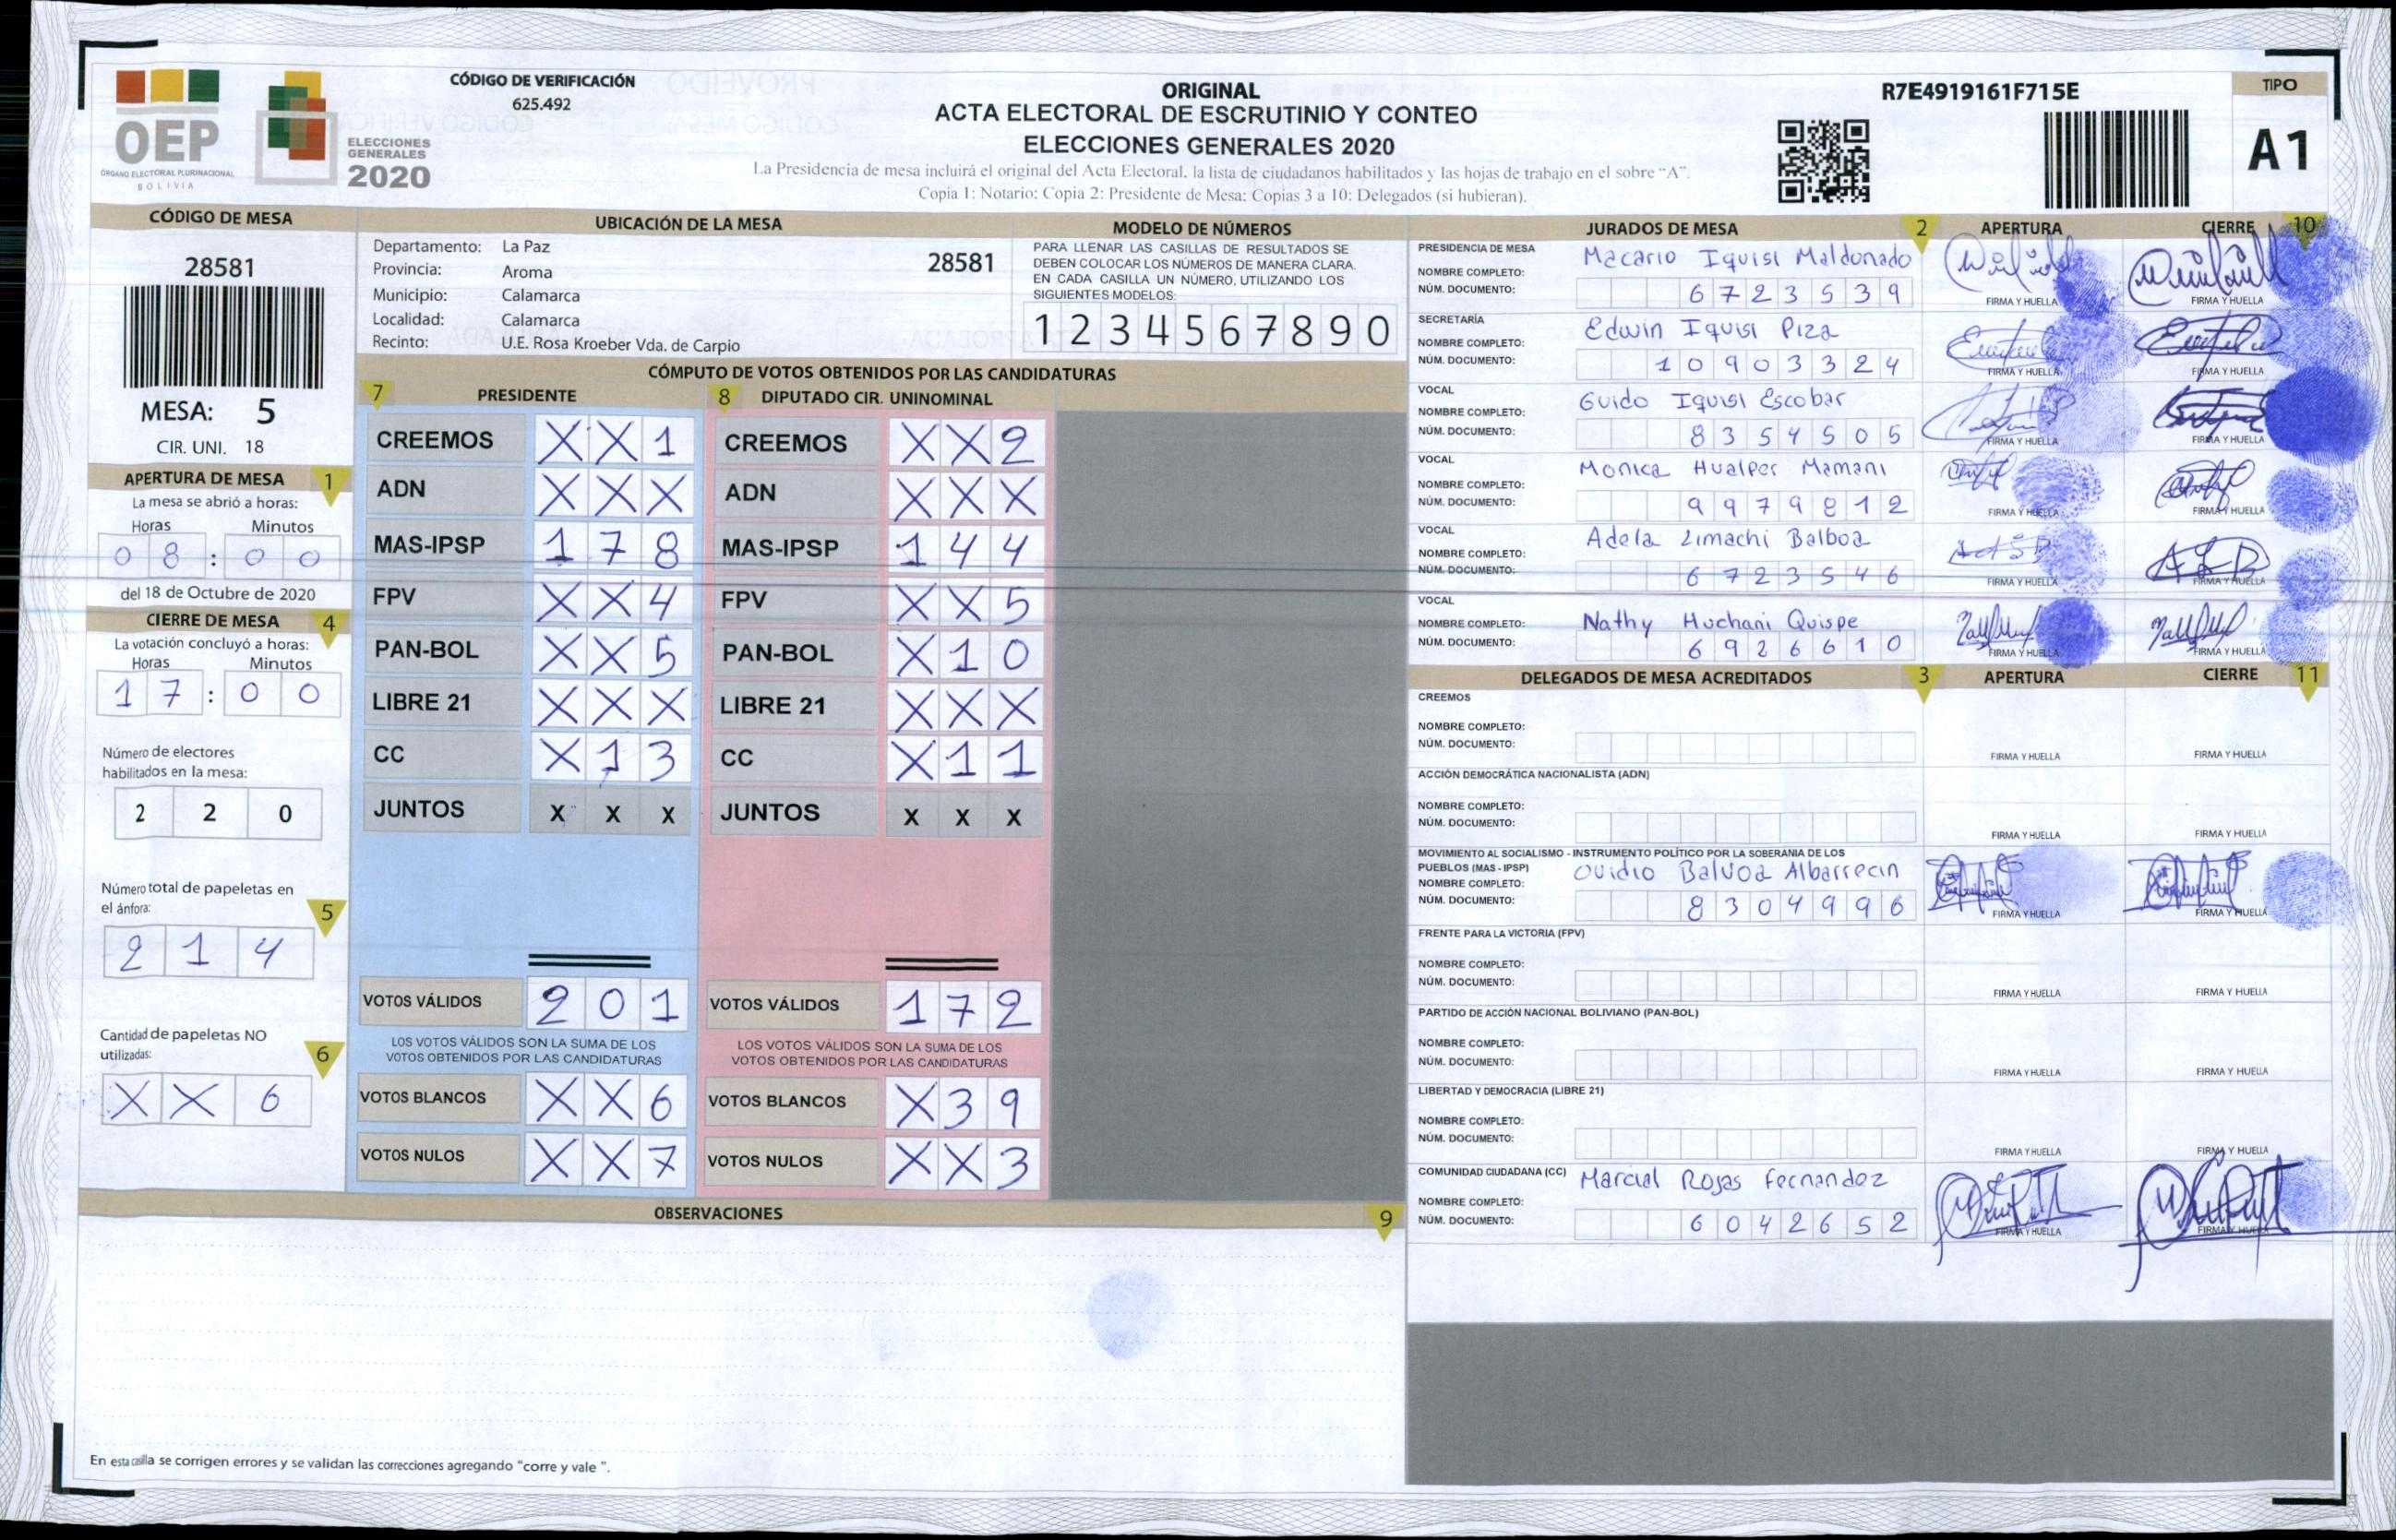 OEP
ÓRGANO ELECTORAL PLURINACIONAL
BOLIVIA
ELECCIONES
GENERALES
2020
CÓDIGO DE VERIFICACIÓN
625.492
ORIGINAL
ACTA ELECTORAL DE ESCRUTINIO Y CONTEO
ELECCIONES GENERALES 2020
La Presidencia de mesa incluirá el original del Acta Electoral, la lista de ciudadanos habilitados y las hojas de trabajo en el sobre “A”.
Copia 1: Notario; Copia 2: Presidente de Mesa; Copias 3 a 10: Delegados (si hubieran).
R7E4919161F715E
TIPO
A1
CÓDIGO DE MESA
28581
MESA: 5
CIR. UNI. 18
APERTURA DE MESA 1
La mesa se abrió a horas:
Horas Minutos
0 8 : 0 0
del 18 de Octubre de 2020
CIERRE DE MESA 4
La votación concluyó a horas:
Horas Minutos
1 7 : 0 0
Número de electores
habilitados en la mesa:
2 2 0
Número total de papeletas en
el ánfora: 5
2 1 4
Cantidad de papeletas NO
utilizadas: 6
X X 6
UBICACIÓN DE LA MESA
Departamento: La Paz
28581
Provincia: Aroma
Municipio: Calamarca
Localidad: Calamarca
Recinto: U.E. Rosa Kroeber Vda. de Carpio
MODELO DE NÚMEROS
PARA LLENAR LAS CASILLAS DE RESULTADOS SE
DEBEN COLOCAR LOS NÚMEROS DE MANERA CLARA.
EN CADA CASILLA UN NÚMERO, UTILIZANDO LOS
SIGUIENTES MODELOS:
1 2 3 4 5 6 7 8 9 0
CÓMPUTO DE VOTOS OBTENIDOS POR LAS CANDIDATURAS
7 PRESIDENTE
CREEMOS X X 1
ADN X X X
MAS-IPSP 1 7 8
FPV X X 4
PAN-BOL X X 5
LIBRE 21 X X X
CC X 1 3
JUNTOS X X X
VOTOS VÁLIDOS 2 0 1
LOS VOTOS VÁLIDOS SON LA SUMA DE LOS
VOTOS OBTENIDOS POR LAS CANDIDATURAS
VOTOS BLANCOS X X 6
VOTOS NULOS X X 7
8 DIPUTADO CIR. UNINOMINAL
CREEMOS X X 2
ADN X X X
MAS-IPSP 1 4 4
FPV X X 5
PAN-BOL X 1 0
LIBRE 21 X X X
CC X 1 1
JUNTOS X X X
VOTOS VÁLIDOS 1 7 2
LOS VOTOS VÁLIDOS SON LA SUMA DE LOS
VOTOS OBTENIDOS POR LAS CANDIDATURAS
VOTOS BLANCOS X 3 9
VOTOS NULOS X X 3
OBSERVACIONES 9
En esta casilla se corrigen errores y se validan las correcciones agregando "corre y vale ".
JURADOS DE MESA 2 APERTURA CIERRE 10
PRESIDENCIA DE MESA
NOMBRE COMPLETO: Macario Iquisi Maldonado
NÚM. DOCUMENTO: 6 7 2 3 5 3 9
FIRMA Y HUELLA FIRMA Y HUELLA
SECRETARÍA
NOMBRE COMPLETO: Edwin Iquisi Piza
NÚM. DOCUMENTO: 1 0 9 0 3 3 2 4
FIRMA Y HUELLA FIRMA Y HUELLA
VOCAL
NOMBRE COMPLETO: Guido Iquisi Escobar
NÚM. DOCUMENTO: 8 3 5 4 5 0 5
FIRMA Y HUELLA FIRMA Y HUELLA
VOCAL
NOMBRE COMPLETO: Monica Hualper Mamani
NÚM. DOCUMENTO: 9 9 7 9 8 1 2
FIRMA Y HUELLA FIRMA Y HUELLA
VOCAL
NOMBRE COMPLETO: Adela Limachi Balboa
NÚM. DOCUMENTO: 6 7 2 3 5 4 6
FIRMA Y HUELLA FIRMA Y HUELLA
VOCAL
NOMBRE COMPLETO: Nathy Huchani Quispe
NÚM. DOCUMENTO: 6 9 2 6 6 1 0
FIRMA Y HUELLA FIRMA Y HUELLA
DELEGADOS DE MESA ACREDITADOS 3 APERTURA CIERRE 11
CREEMOS
NOMBRE COMPLETO:
NÚM. DOCUMENTO:
FIRMA Y HUELLA FIRMA Y HUELLA
ACCIÓN DEMOCRÁTICA NACIONALISTA (ADN)
NOMBRE COMPLETO:
NÚM. DOCUMENTO:
FIRMA Y HUELLA FIRMA Y HUELLA
MOVIMIENTO AL SOCIALISMO - INSTRUMENTO POLÍTICO POR LA SOBERANIA DE LOS
PUEBLOS (MAS - IPSP)
NOMBRE COMPLETO: Ovidio Balvoa Albarrecin
NÚM. DOCUMENTO: 8 3 0 4 9 9 6
FIRMA Y HUELLA FIRMA Y HUELLA
FRENTE PARA LA VICTORIA (FPV)
NOMBRE COMPLETO:
NÚM. DOCUMENTO:
FIRMA Y HUELLA FIRMA Y HUELLA
PARTIDO DE ACCIÓN NACIONAL BOLIVIANO (PAN-BOL)
NOMBRE COMPLETO:
NÚM. DOCUMENTO:
FIRMA Y HUELLA FIRMA Y HUELLA
LIBERTAD Y DEMOCRACIA (LIBRE 21)
NOMBRE COMPLETO:
NÚM. DOCUMENTO:
FIRMA Y HUELLA FIRMA Y HUELLA
COMUNIDAD CIUDADANA (CC)
NOMBRE COMPLETO: Marcial Rojas Fernandez
NÚM. DOCUMENTO: 6 0 4 2 6 5 2
FIRMA Y HUELLA FIRMA Y HUELLA